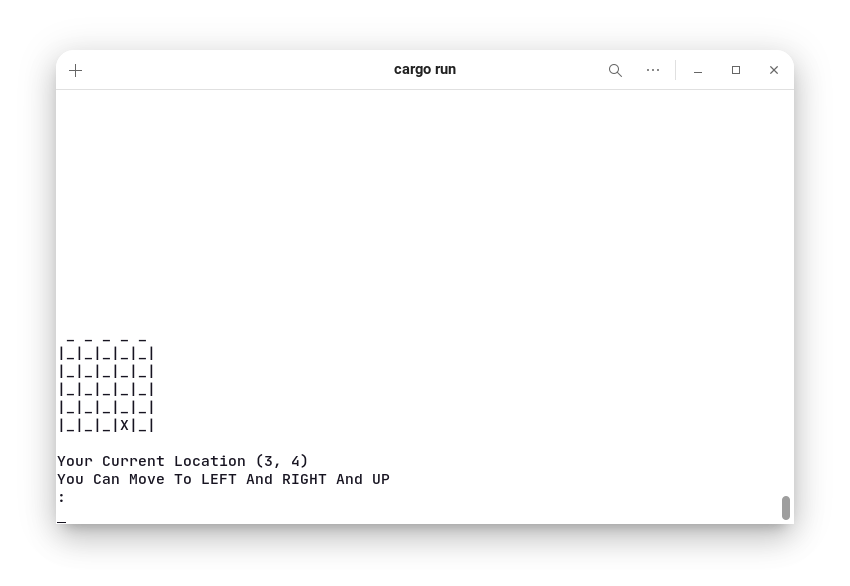 cargo run
 _ _ _ _ _
|_|_|_|_|_|
|_|_|_|_|_|
|_|_|_|_|_|
|_|_|_|_|_|
|_|_|_|X|_|
Your Current Location (3, 4)
You Can Move To LEFT And RIGHT And UP
: